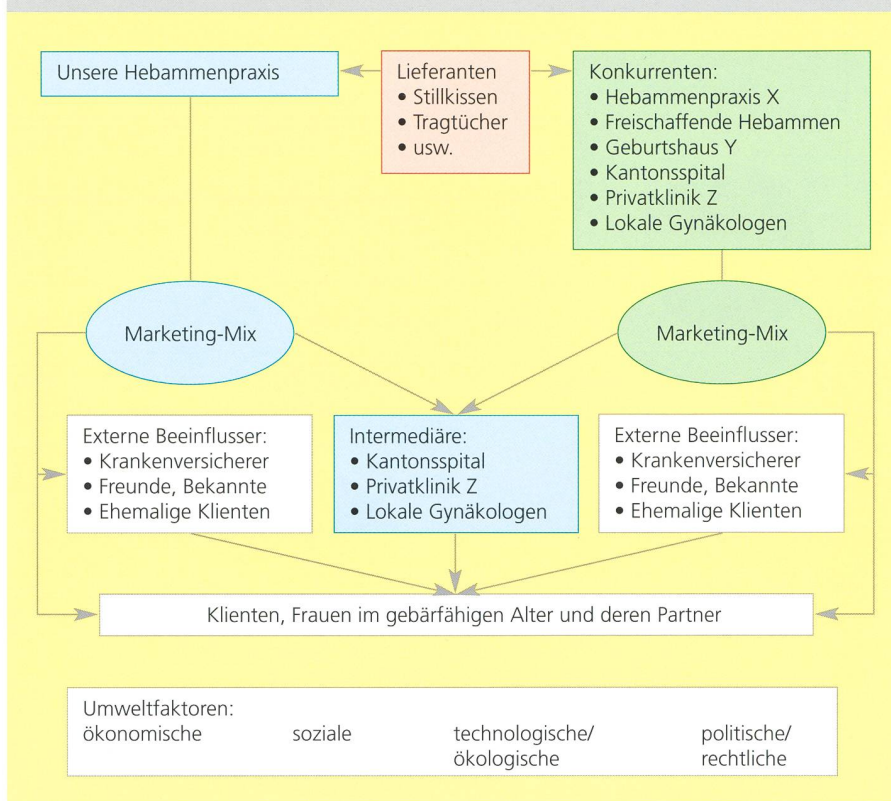 Unsere Hebammenpraxis
Lieferanten
• Stillkissen
• Tragtücher
• usw.
Konkurrenten:
• Hebammenpraxis X
• Freischaffende Hebammen
• Geburtshaus Y
• Kantonsspital
• Privatklinik Z
• Lokale Gynäkologen
Marketing-Mix
Marketing-Mix
Externe Beeinflusser:
• Krankenversicherer
• Freunde, Bekannte
• Ehemalige Klienten
Intermediäre:
• Kantonsspital
• Privatklinik Z
• Lokale Gynäkologen
Externe Beeinflusser:
• Krankenversicherer
• Freunde, Bekannte
• Ehemalige Klienten
Klienten, Frauen im gebärfähigen Alter und deren Partner
Umweltfaktoren:
ökonomische soziale technologische/ politische/
ökologische rechtliche